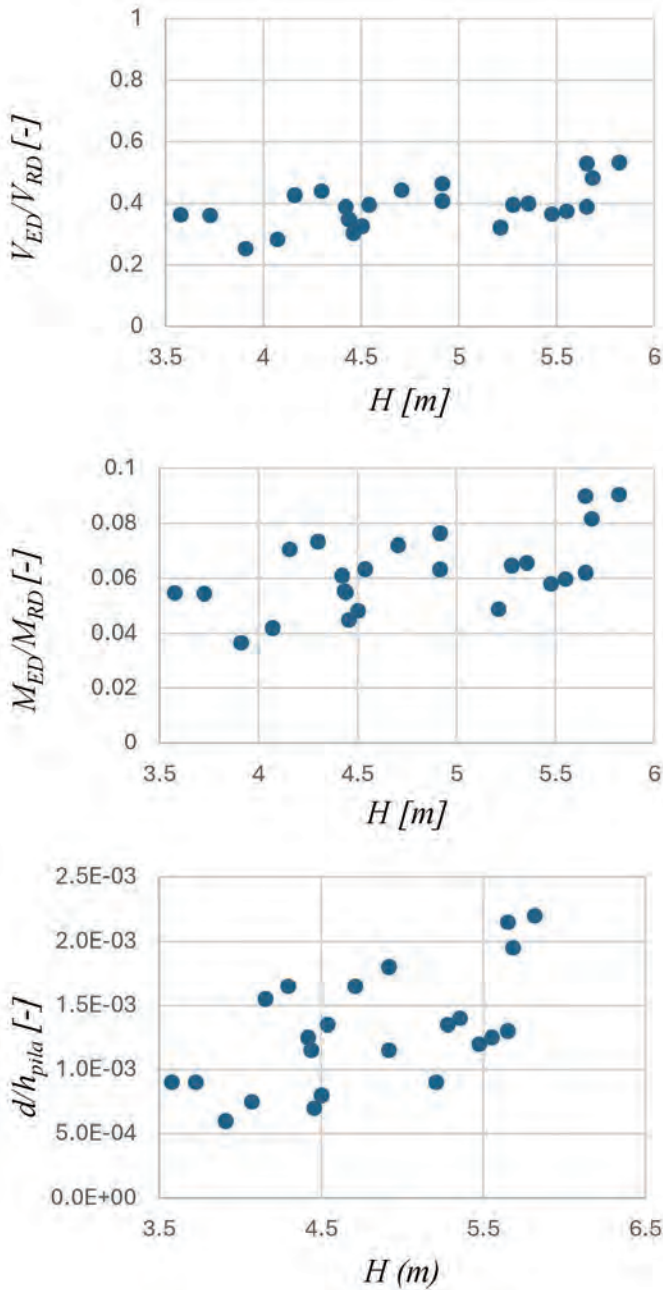 1
0.8
0.6
0.4
0.2
0
V_ED/V_RD [-]
3.5 4 4.5 5 5.5 6
H [m]
0.1
0.08
0.06
0.04
0.02
0
M_ED/M_RD [-]
3.5 4 4.5 5 5.5 6
H [m]
2.5E-03
2.0E-03
1.5E-03
1.0E-03
5.0E-04
0.0E+00
d/h_pila [-]
3.5 4.5 5.5 6.5
H (m)